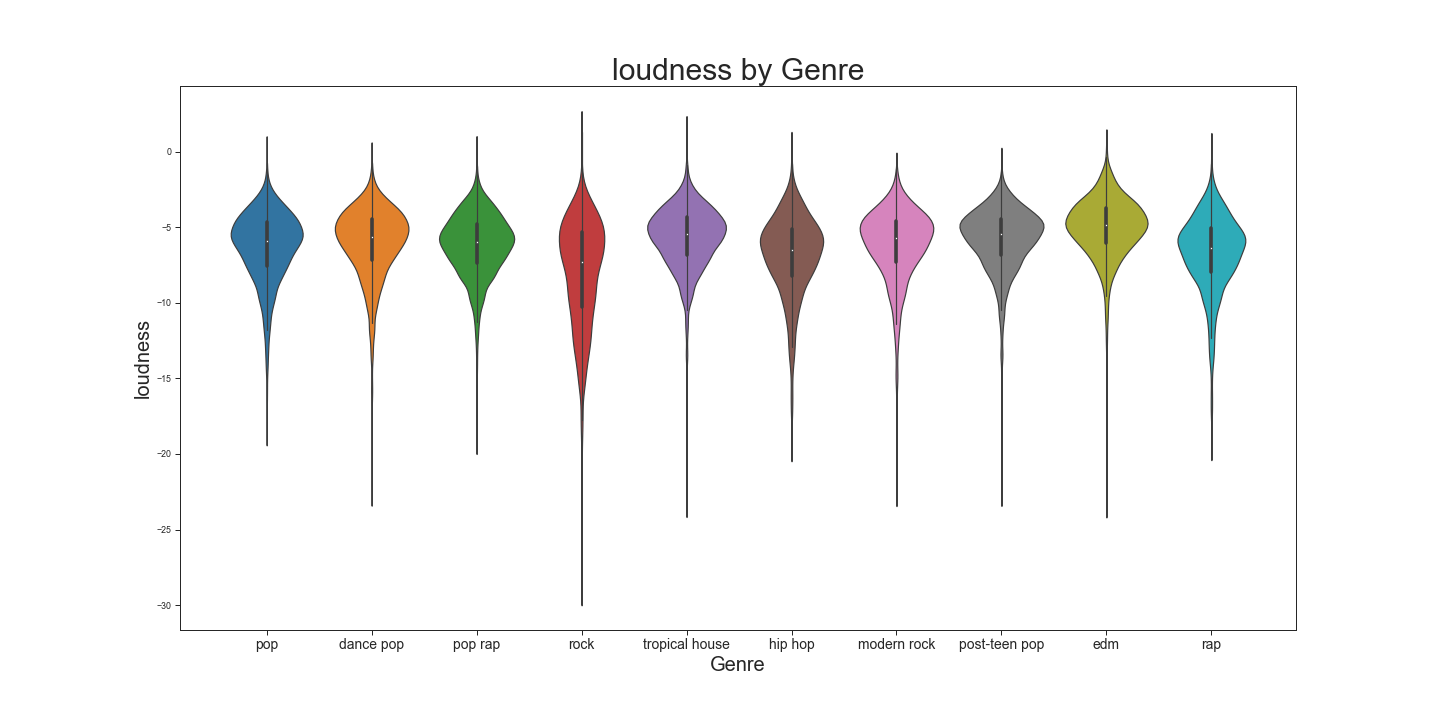 loudness by Genre
loudness
0
−5
−10
−15
−20
−25
−30
pop dance pop pop rap rock tropical house hip hop modern rock post-teen pop edm rap
Genre